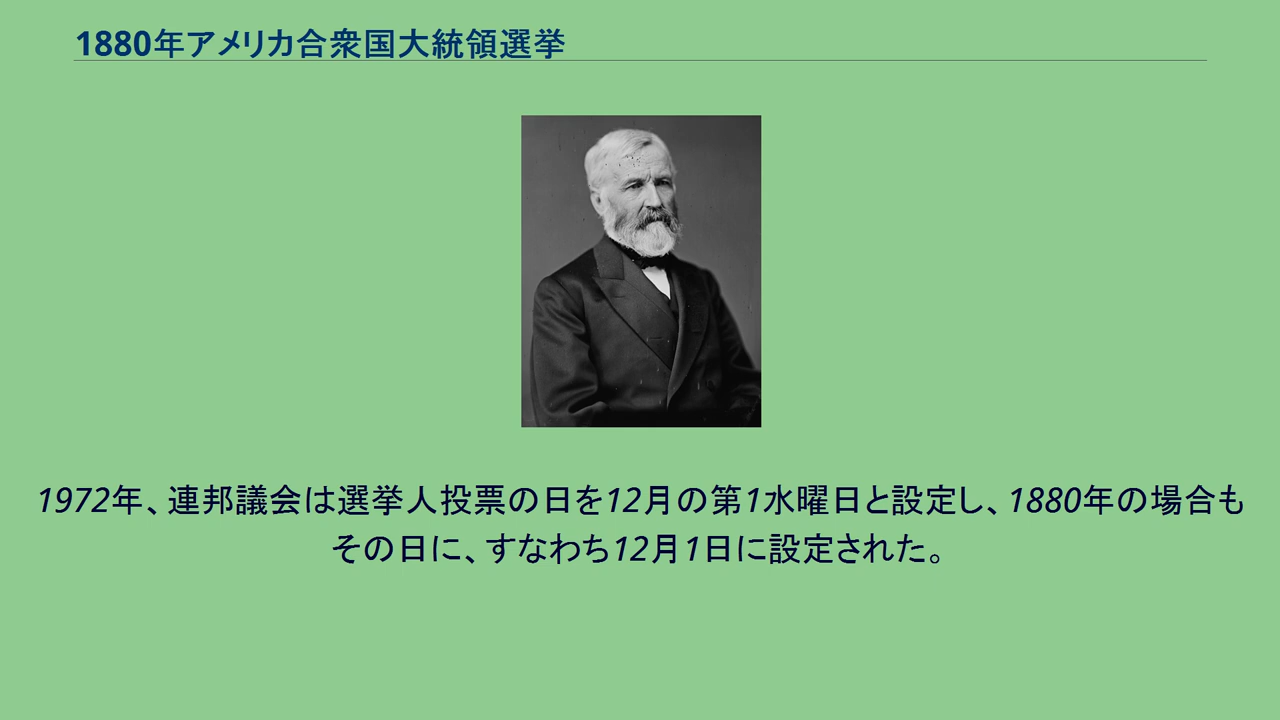 1880年アメリカ合衆国大統領選挙
1972年、連邦議会は選挙人投票の日を12月の第1水曜日と設定し、1880年の場合も
その日に、すなわち12月1日に設定された。